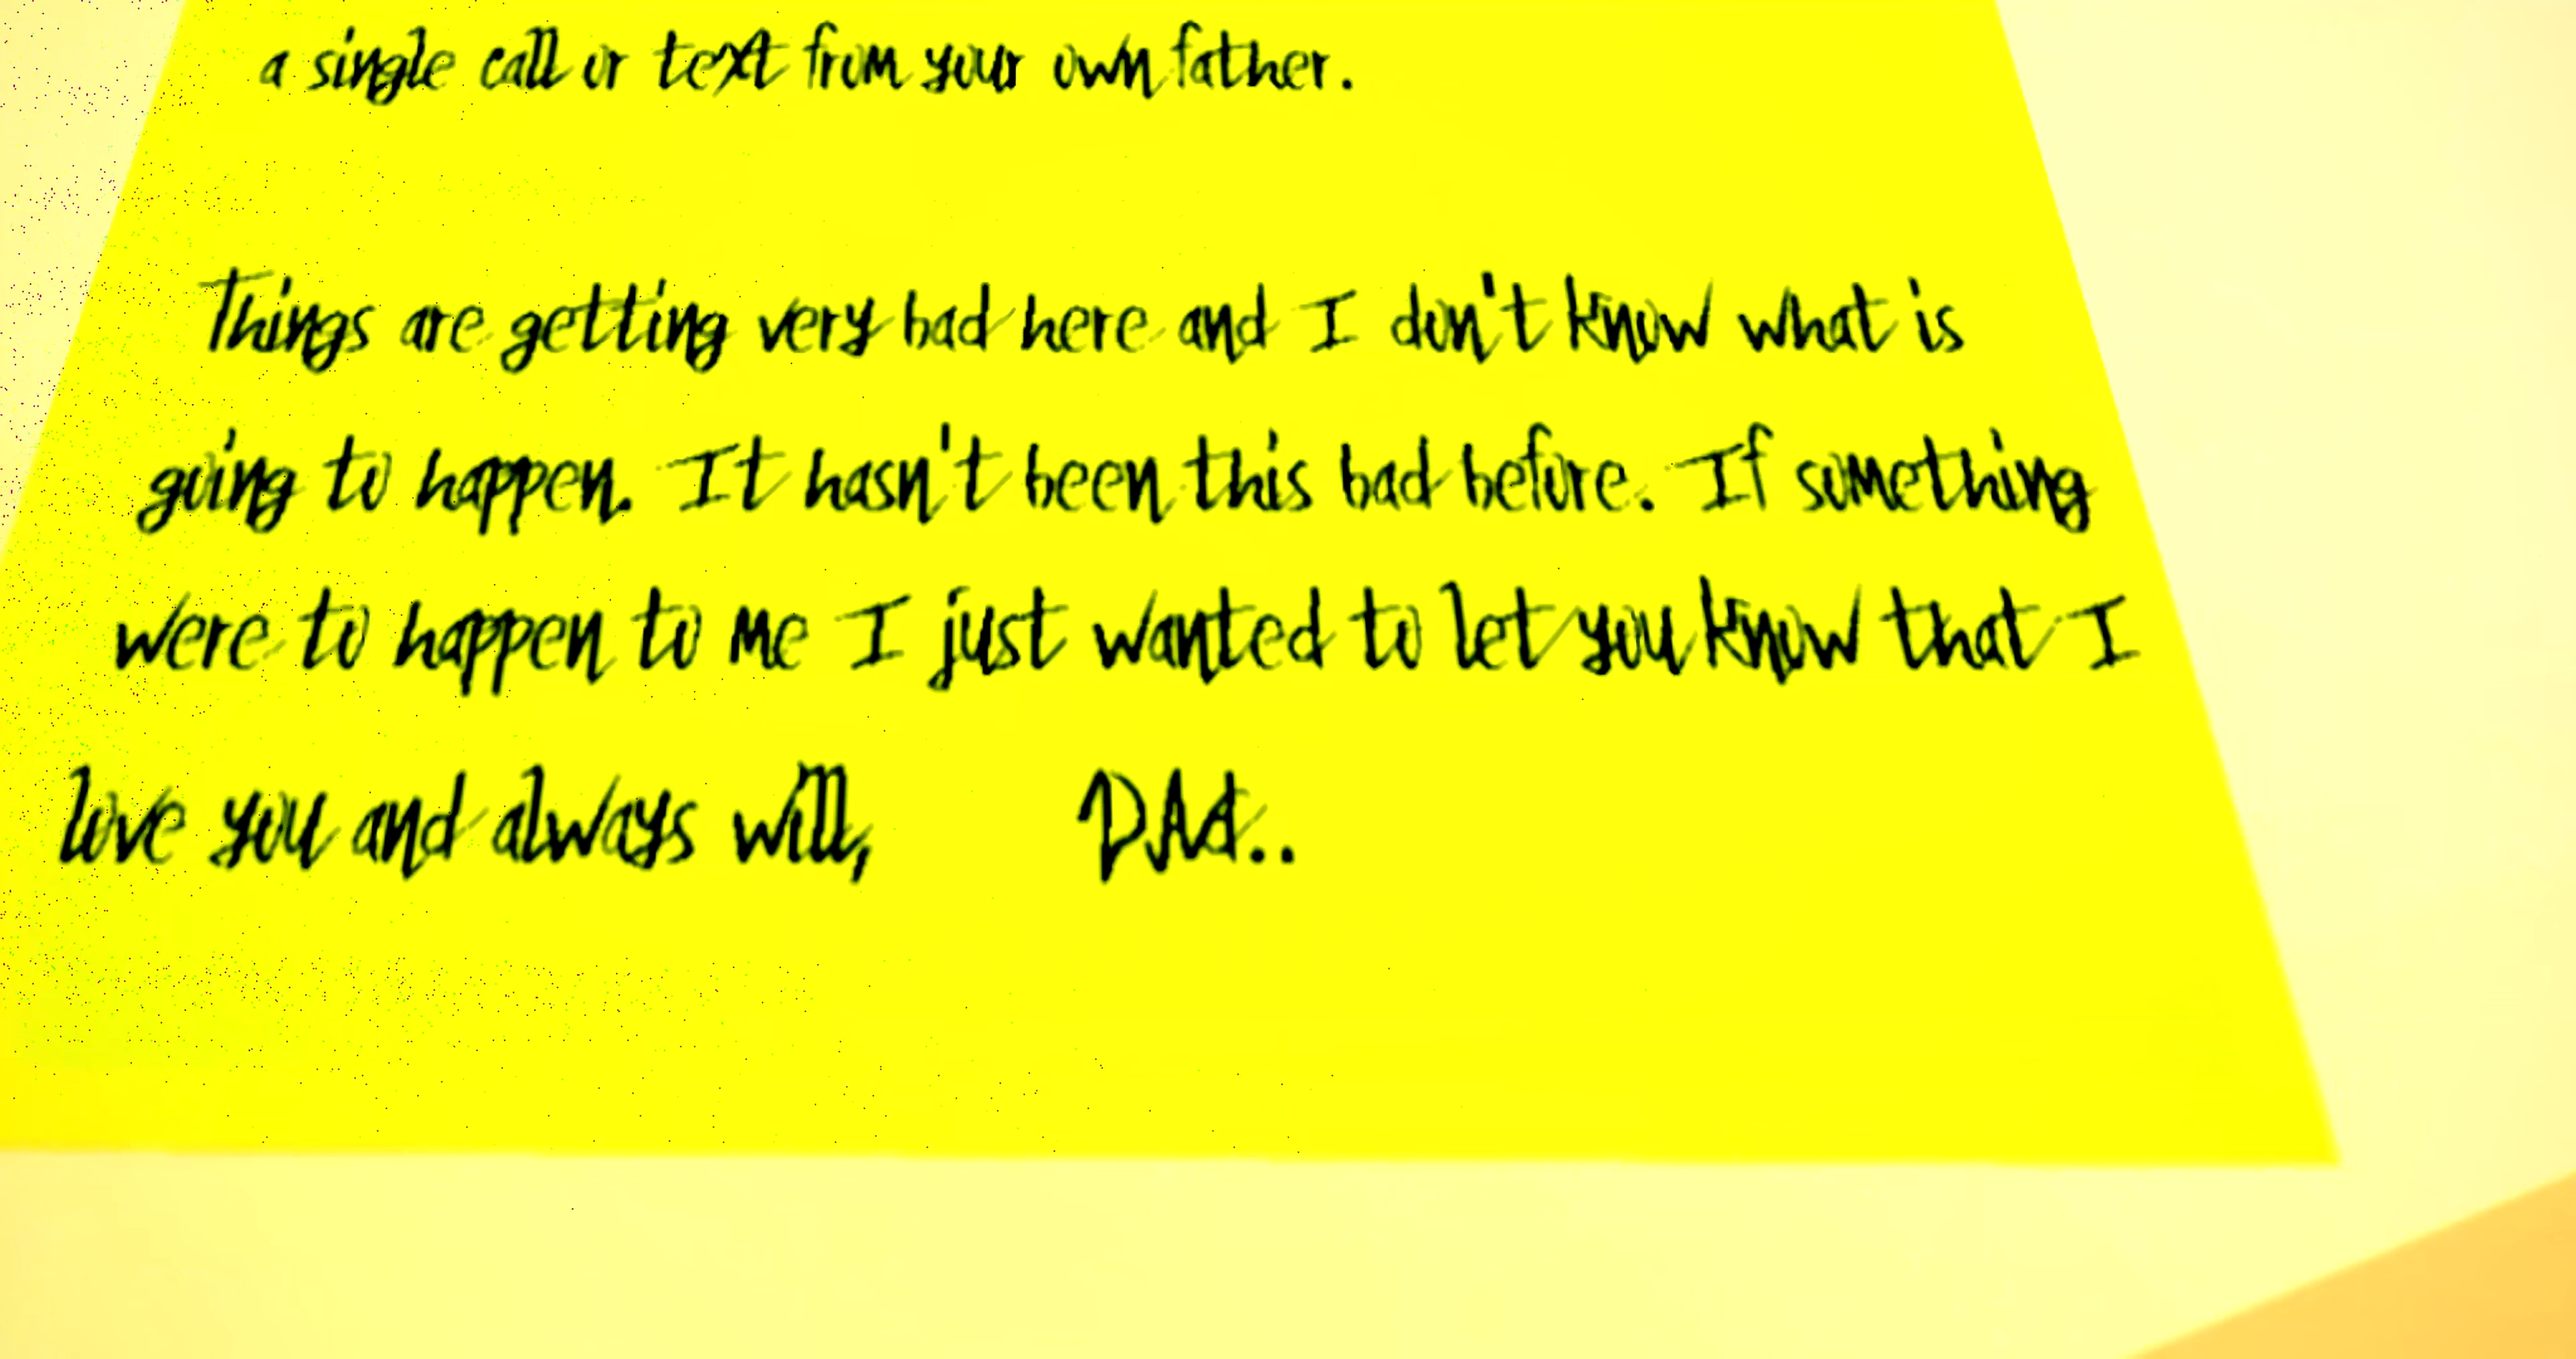 a single call or text from your own father.
Things are getting very bad here and I don't know what is
going to happen. It hasn't been this bad before. If something
were to happen to me I just wanted to let you know that I
love you and always will, DAd..